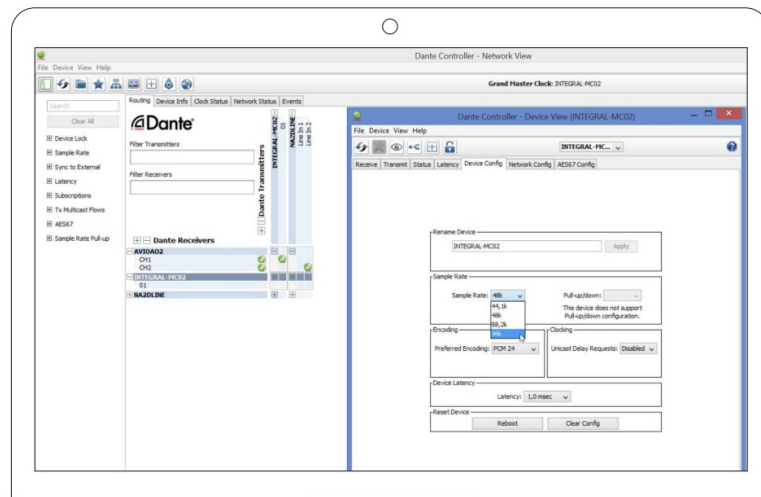 Dante Controller - Network View
File Device View Help
Grand Master Clock: INTEGRAL-MC02
Routing Device Info Clock Status Network Status Events
Search
Clear All
Device Lock
Sample Rate
Sync to External
Latency
Subscriptions
Tx Multicast Flows
AES67
Sample Rate Pull-up
Dante
Filter Transmitters
Filter Receivers
Dante Transmitters
INTEGRAL-MC02
01
NA2DLINE
Line In 1
Line In 2
Dante Receivers
AVIOAO2
CH1
CH2
INTEGRAL-MC02
01
NA2DLINE
Dante Controller - Device View (INTEGRAL-MC02)
File Device View Help
INTEGRAL-MC...
Receive Transmit Status Latency Device Config Network Config AES67 Config
Rename Device
INTEGRAL-MC02 Apply
Sample Rate
Sample Rate: 48k Pull-up/down:
44,1k
48k
88,2k
96k
This device does not support
Pull-up/down configuration.
Encoding Clocking
Preferred Encoding: PCM 24 Unicast Delay Requests: Disabled
Device Latency
Latency: 1,0 msec
Reset Device
Reboot Clear Config